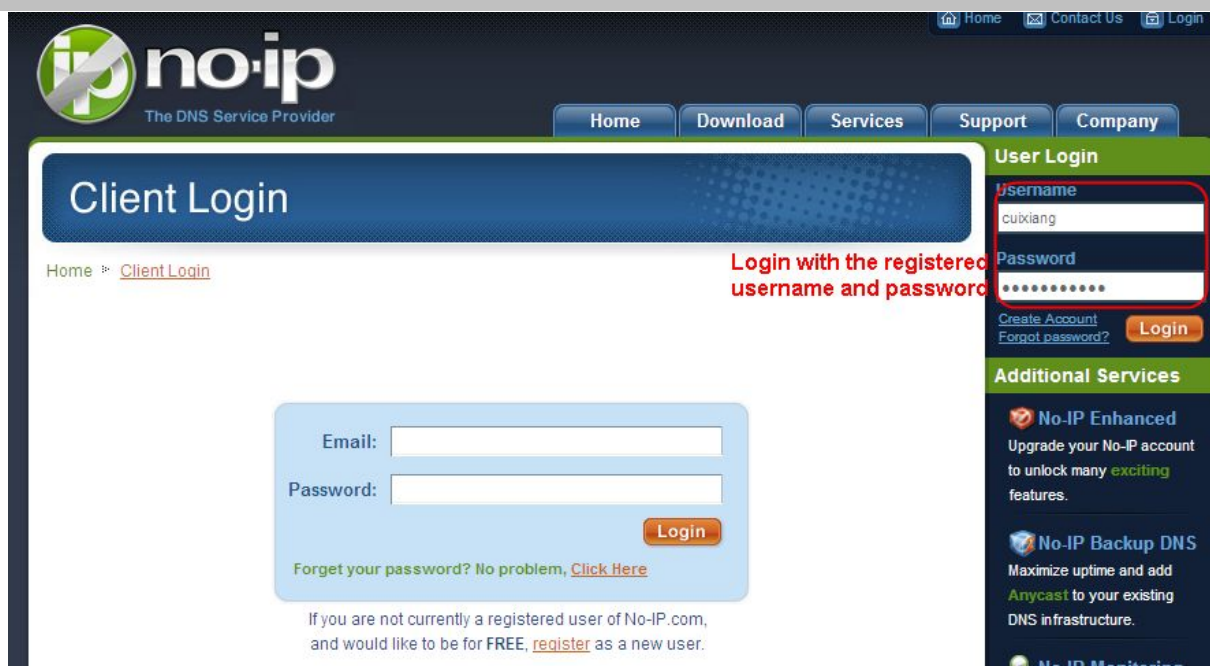 Home Contact Us Login
ip no·ip
The DNS Service Provider
Home Download Services Support Company
Client Login
Home Client Login
Login with the registered
username and password
User Login
Username
cuixiang
Password
•••••••••••
Create Account
Forgot password?
Login
Email:
Password:
Login
Forget your password? No problem, Click Here
If you are not currently a registered user of No-IP.com,
and would like to be for FREE, register as a new user.
Additional Services
No-IP Enhanced
Upgrade your No-IP account
to unlock many exciting
features.
No-IP Backup DNS
Maximize uptime and add
Anycast to your existing
DNS infrastructure.
No-IP Monitoring